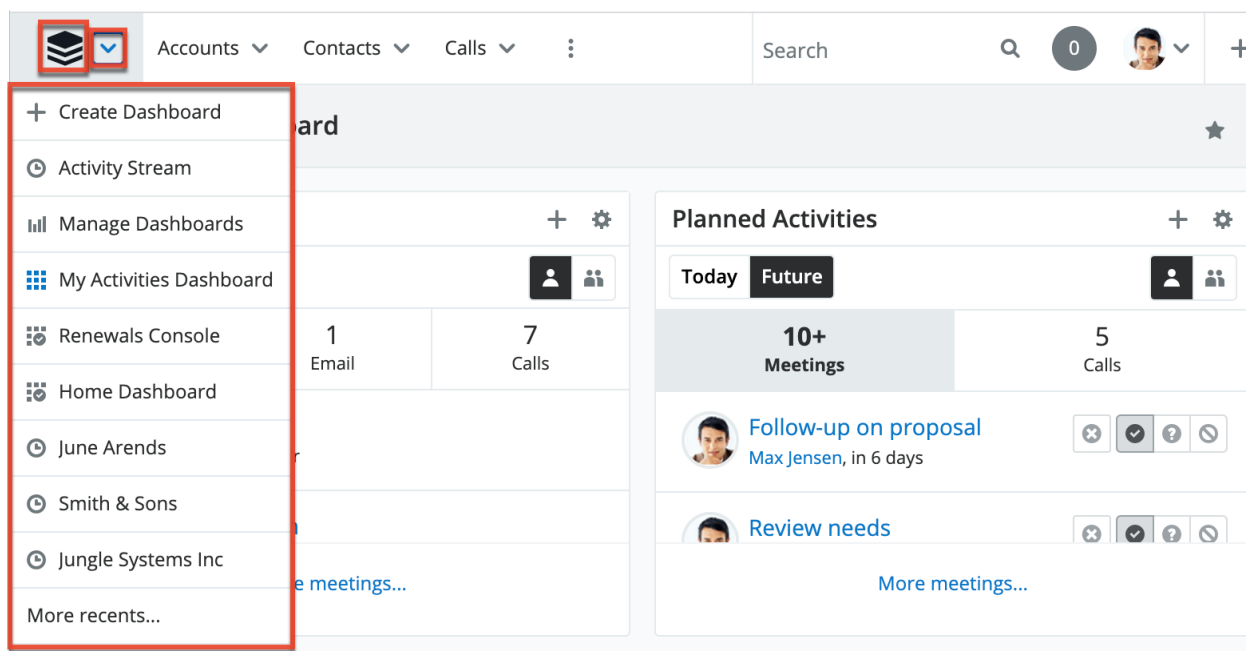 Accounts Contacts Calls Search 0
Create Dashboard
Activity Stream
Manage Dashboards
My Activities Dashboard
Renewals Console
Home Dashboard
June Arends
Smith & Sons
Jungle Systems Inc
More recents...
ard
1
Email
7
Calls
e meetings...
Planned Activities
Today Future
10+
Meetings
5
Calls
Follow-up on proposal
Max Jensen, in 6 days
Review needs
More meetings...